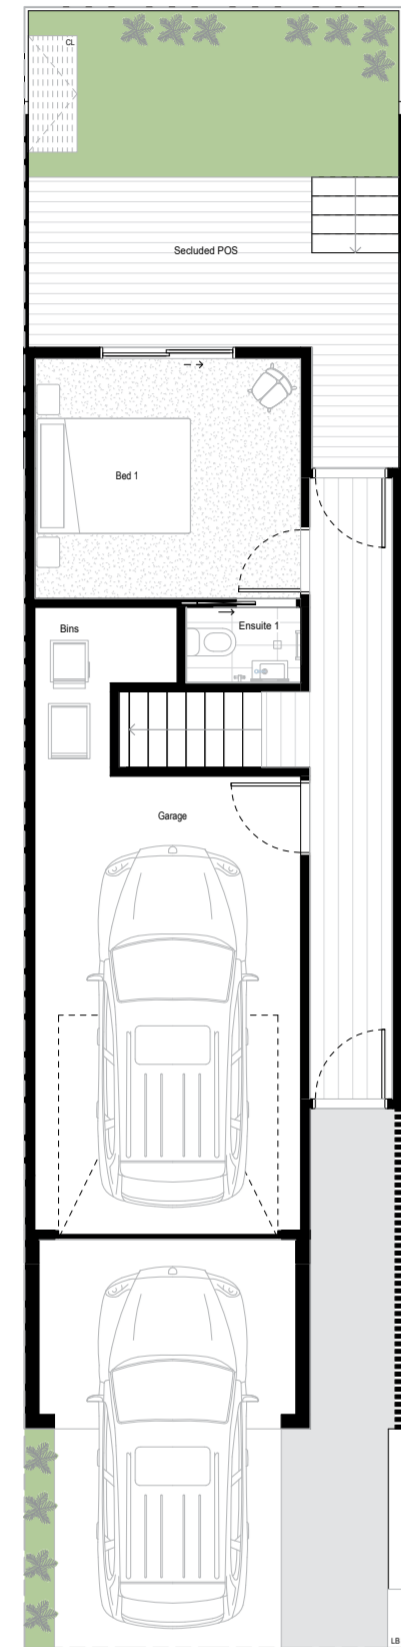 CL
Secluded POS
Bed 1
Ensuite 1
Bins
Garage
LB